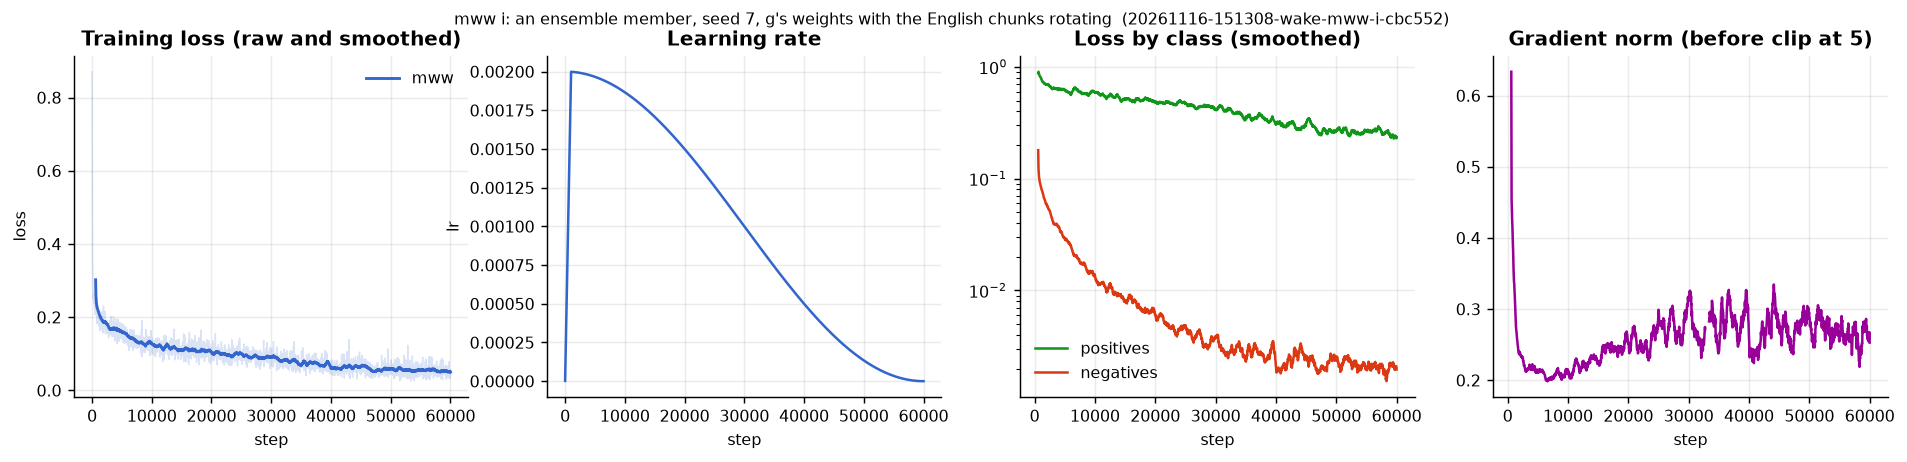 mww i: an ensemble member, seed 7, g's weights with the English chunks rotating (20261116-151308-wake-mww-i-cbc552)
Training loss (raw and smoothed)
mww
0.8
0.6
0.4
0.2
0.0
loss
0 10000 20000 30000 40000 50000 60000
step
Learning rate
0.00200
0.00175
0.00150
0.00125
0.00100
0.00075
0.00050
0.00025
0.00000
lr
0 10000 20000 30000 40000 50000 60000
step
Loss by class (smoothed)
10⁰
10⁻¹
10⁻²
positives
negatives
0 10000 20000 30000 40000 50000 60000
step
Gradient norm (before clip at 5)
0.6
0.5
0.4
0.3
0.2
0 10000 20000 30000 40000 50000 60000
step